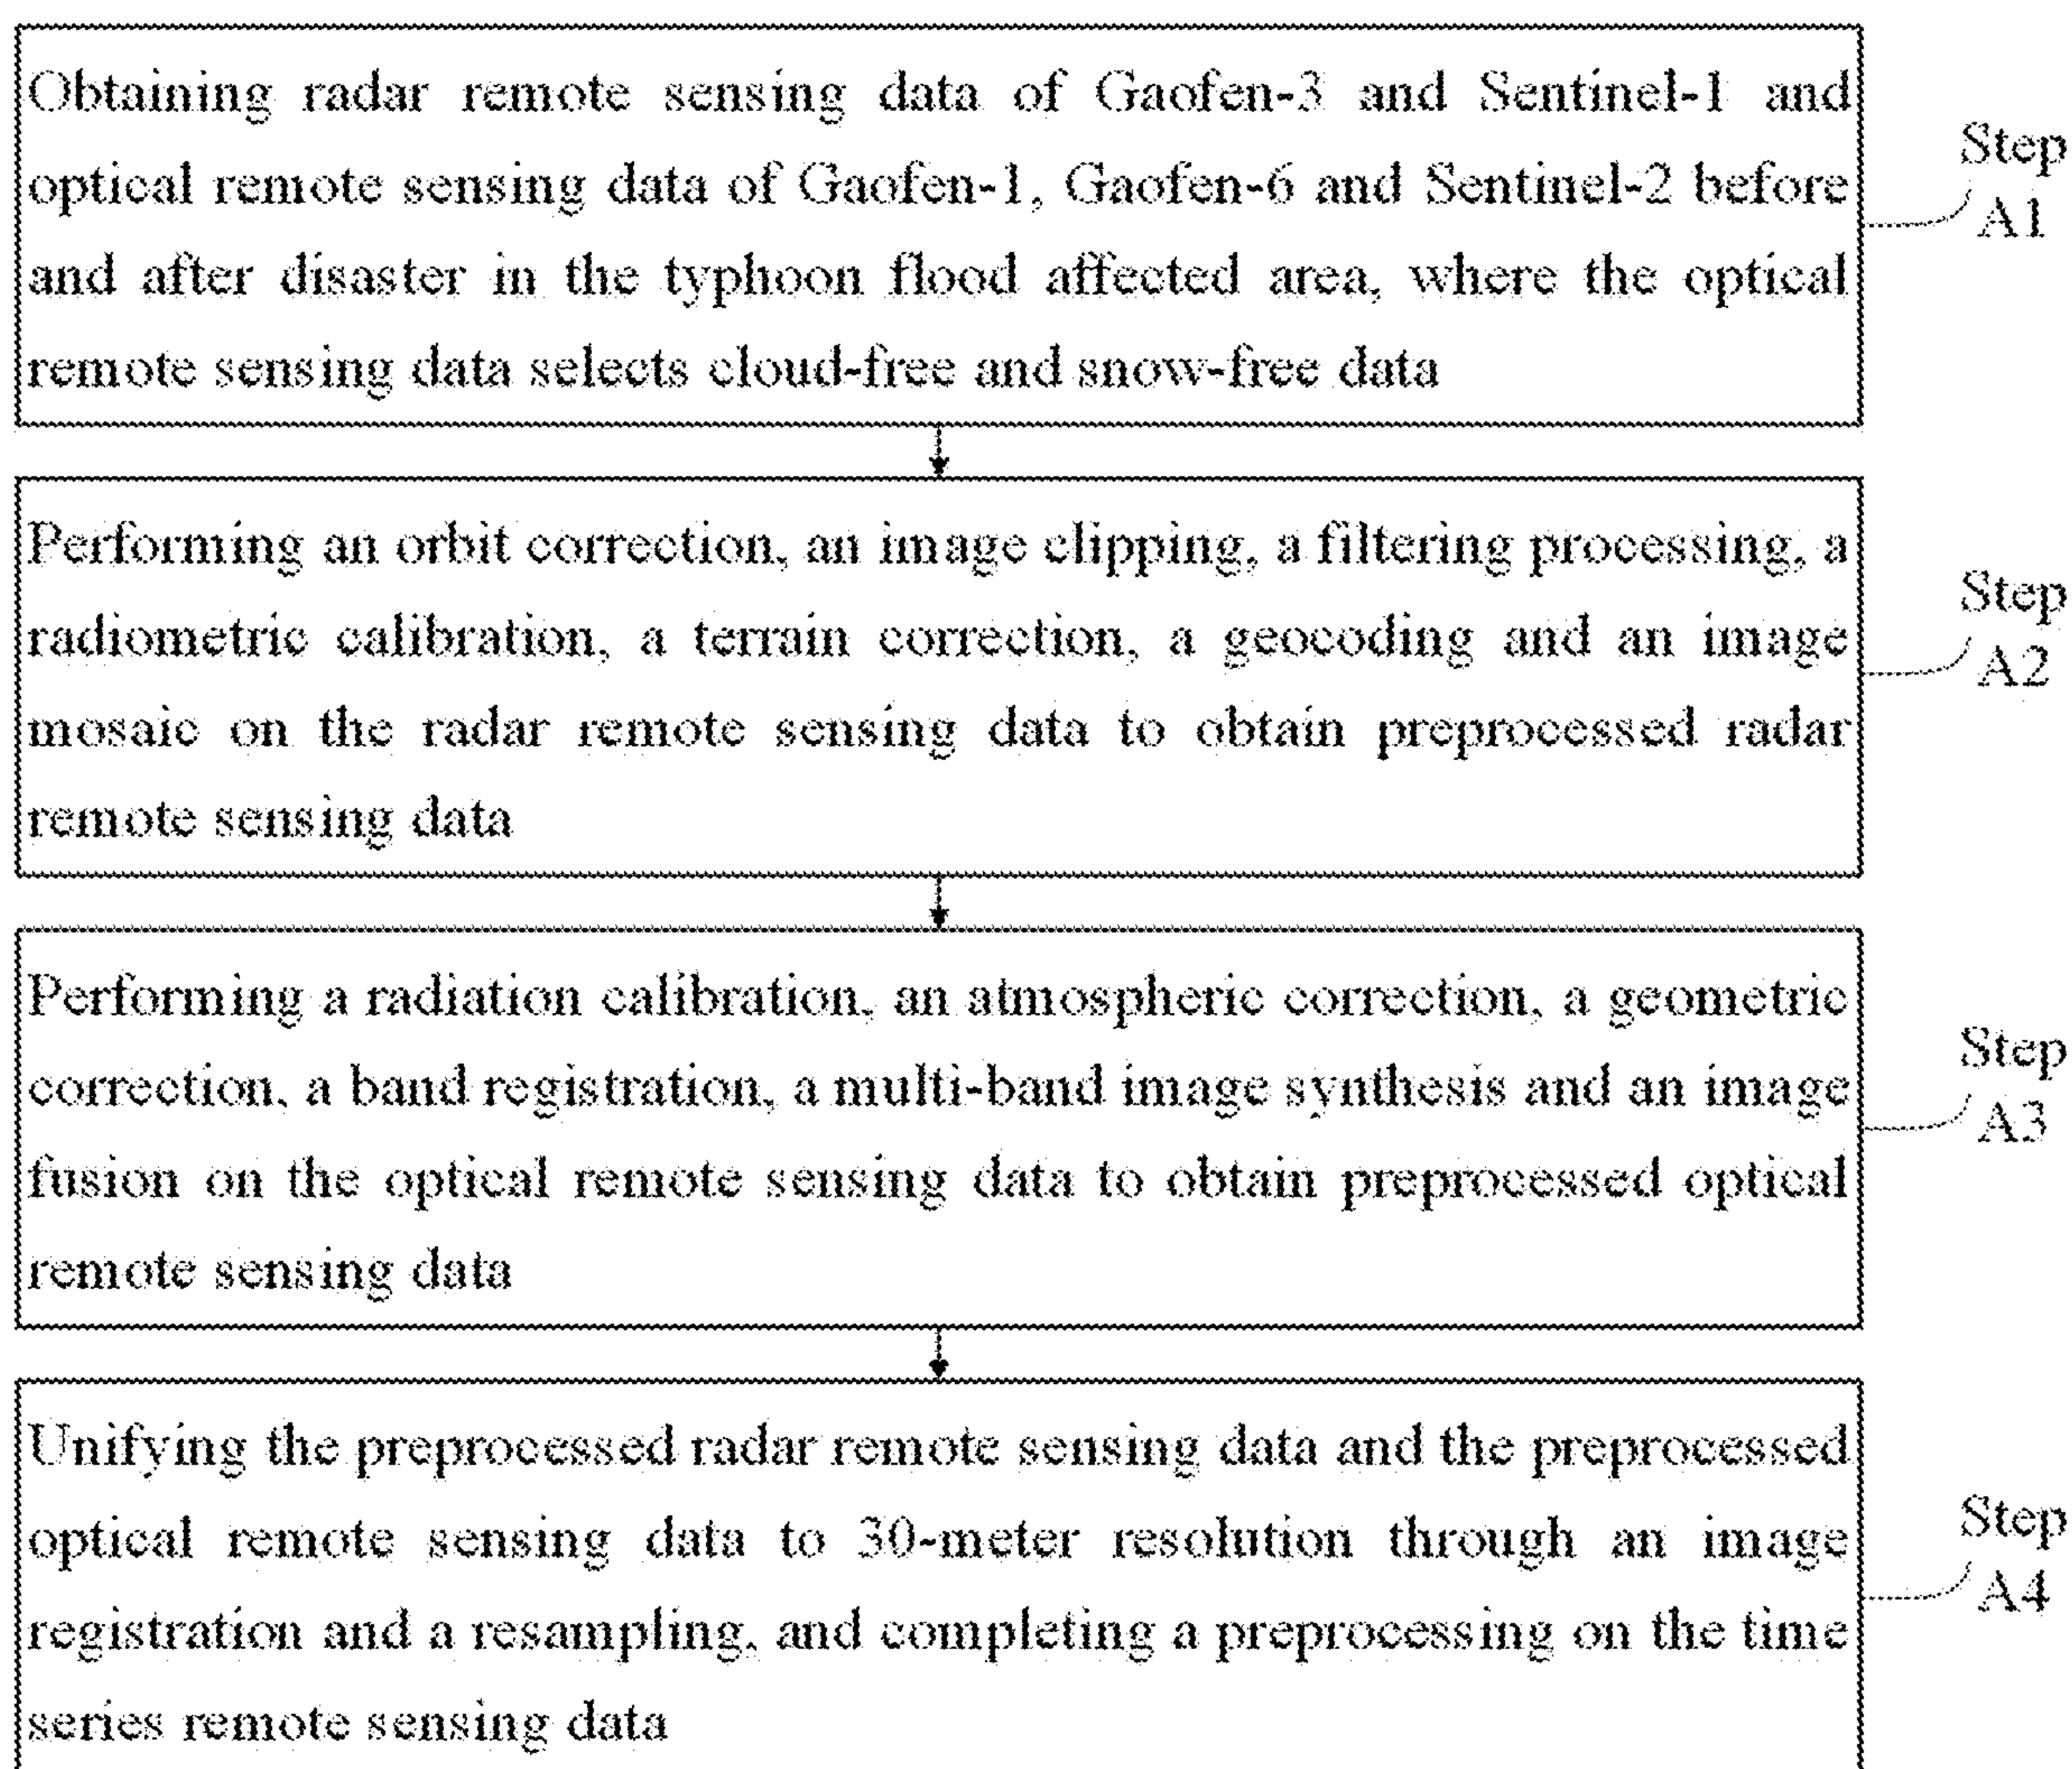 Obtaining radar remote sensing data of Gaofen-3 and Sentinel-1 and
optical remote sensing data of Gaofen-1, Gaofen-6 and Sentinel-2 before
and after disaster in the typhoon flood affected area, where the optical
remote sensing data selects cloud-free and snow-free data
Step
A1
Performing an orbit correction, an image clipping, a filtering processing, a
radiometric calibration, a terrain correction, a geocoding and an image
mosaic on the radar remote sensing data to obtain preprocessed radar
remote sensing data
Step
A2
Performing a radiation calibration, an atmospheric correction, a geometric
correction, a band registration, a multi-band image synthesis and an image
fusion on the optical remote sensing data to obtain preprocessed optical
remote sensing data
Step
A3
Unifying the preprocessed radar remote sensing data and the preprocessed
optical remote sensing data to 30-meter resolution through an image
registration and a resampling, and completing a preprocessing on the time
series remote sensing data
Step
A4